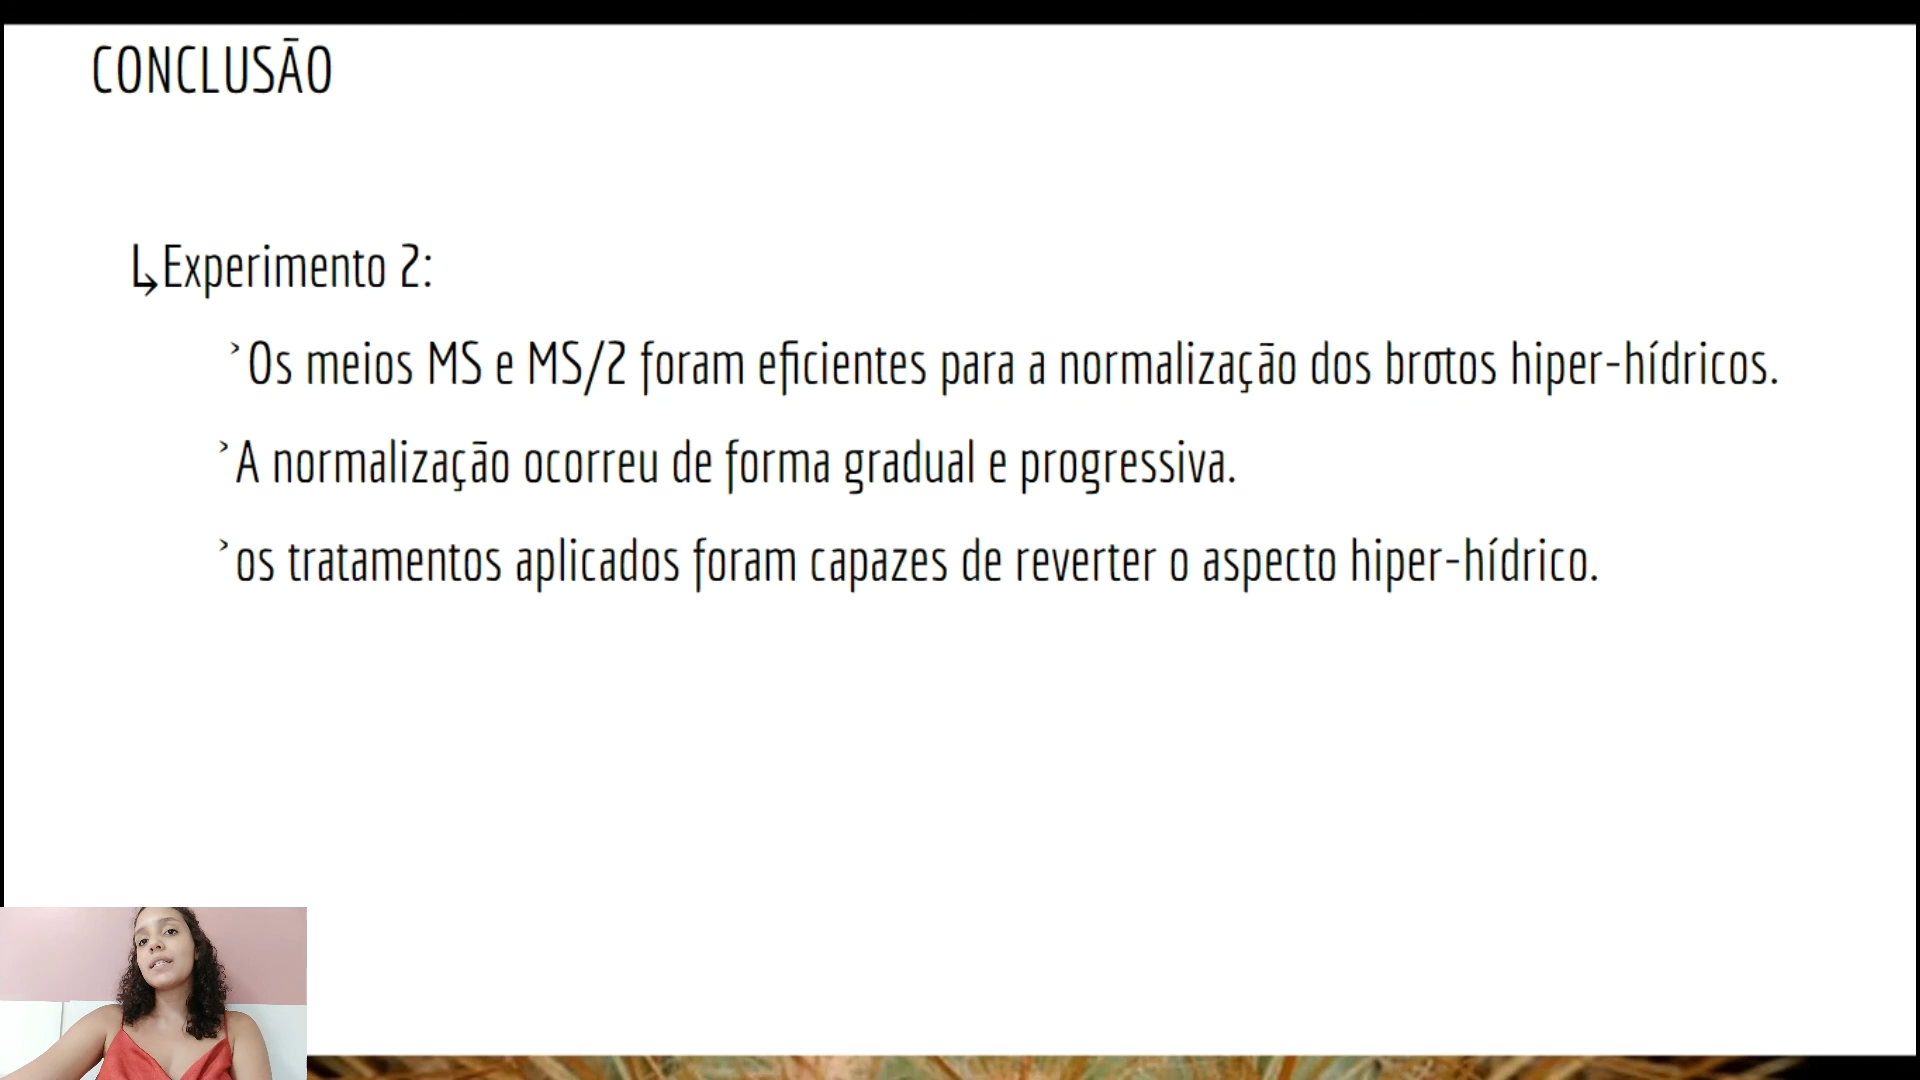 CONCLUSÃO
↳Experimento 2:
˃Os meios MS e MS/2 foram eficientes para a normalização dos brotos hiper-hídricos.
˃A normalização ocorreu de forma gradual e progressiva.
˃os tratamentos aplicados foram capazes de reverter o aspecto hiper-hídrico.